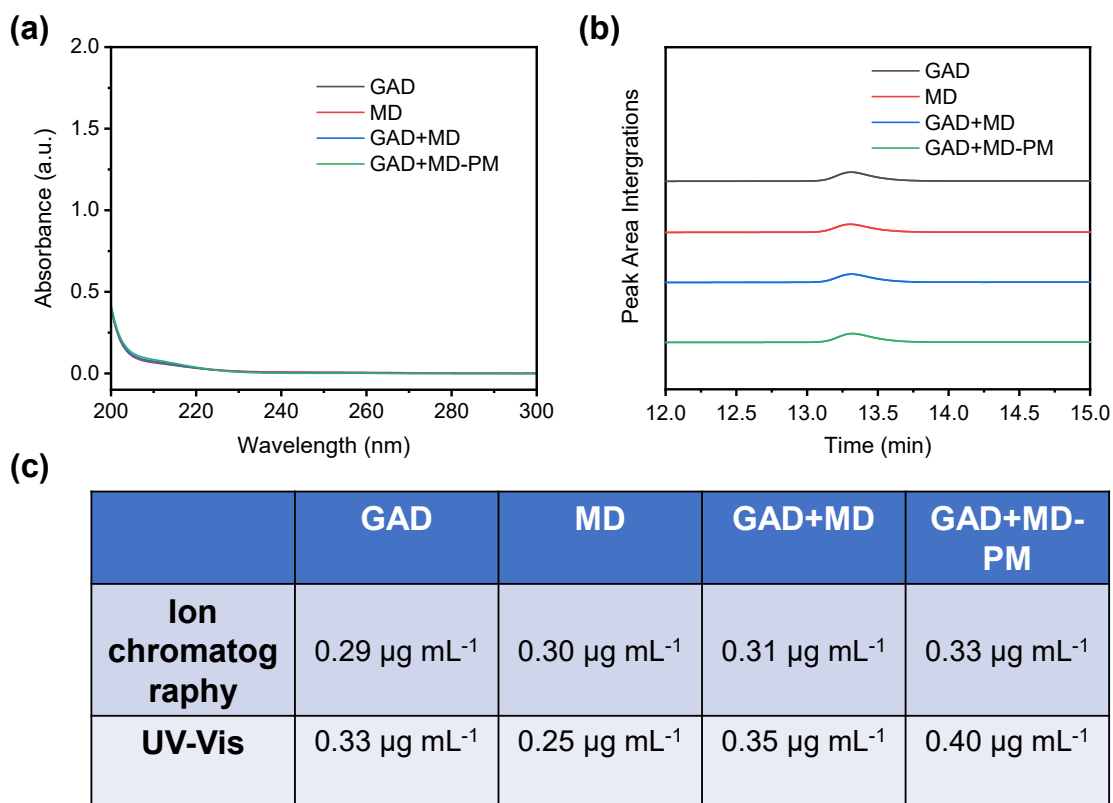 (a)
2.0
1.5
1.0
0.5
0.0
Absorbance (a.u.)
GAD
MD
GAD+MD
GAD+MD-PM
200 220 240 260 280 300
Wavelength (nm)
(b)
Peak Area Intergrations
GAD
MD
GAD+MD
GAD+MD-PM
12.0 12.5 13.0 13.5 14.0 14.5 15.0
Time (min)
(c)
GAD MD GAD+MD GAD+MD-
PM
Ion
chromatog
raphy
0.29 µg mL⁻¹ 0.30 µg mL⁻¹ 0.31 µg mL⁻¹ 0.33 µg mL⁻¹
UV-Vis 0.33 µg mL⁻¹ 0.25 µg mL⁻¹ 0.35 µg mL⁻¹ 0.40 µg mL⁻¹